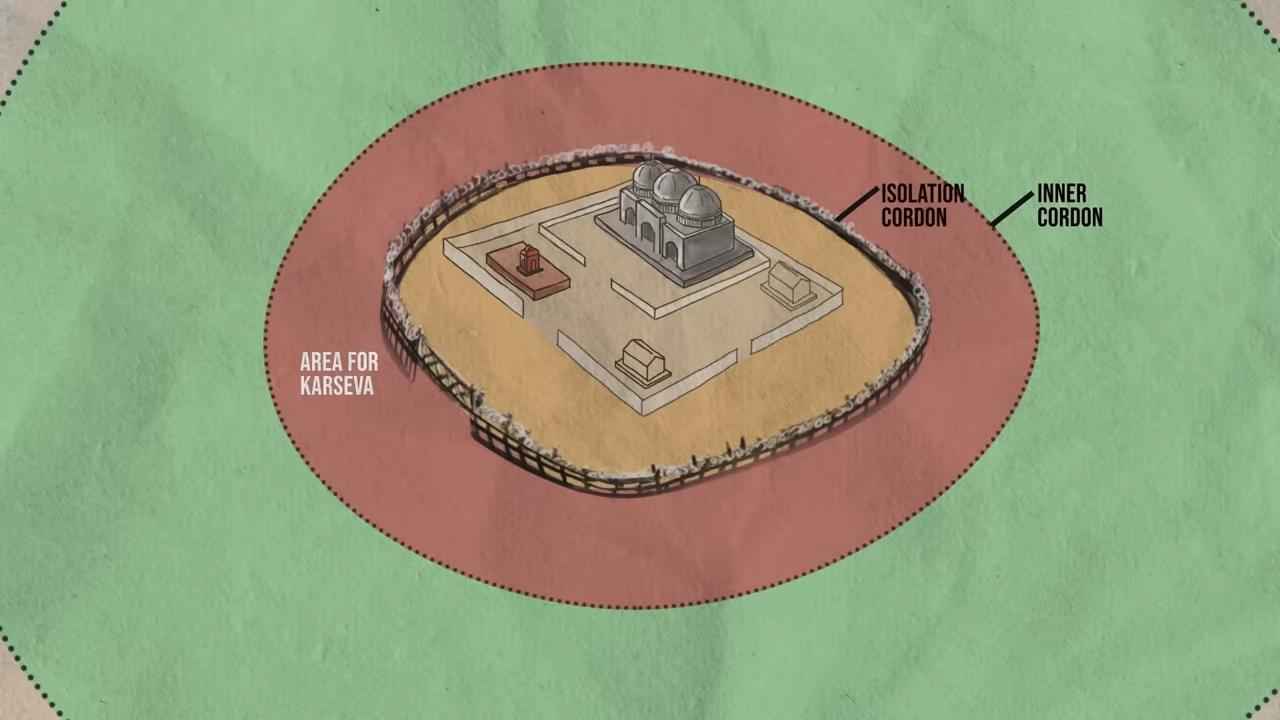 ISOLATION
CORDON
INNER
CORDON
AREA FOR
KARSEVA